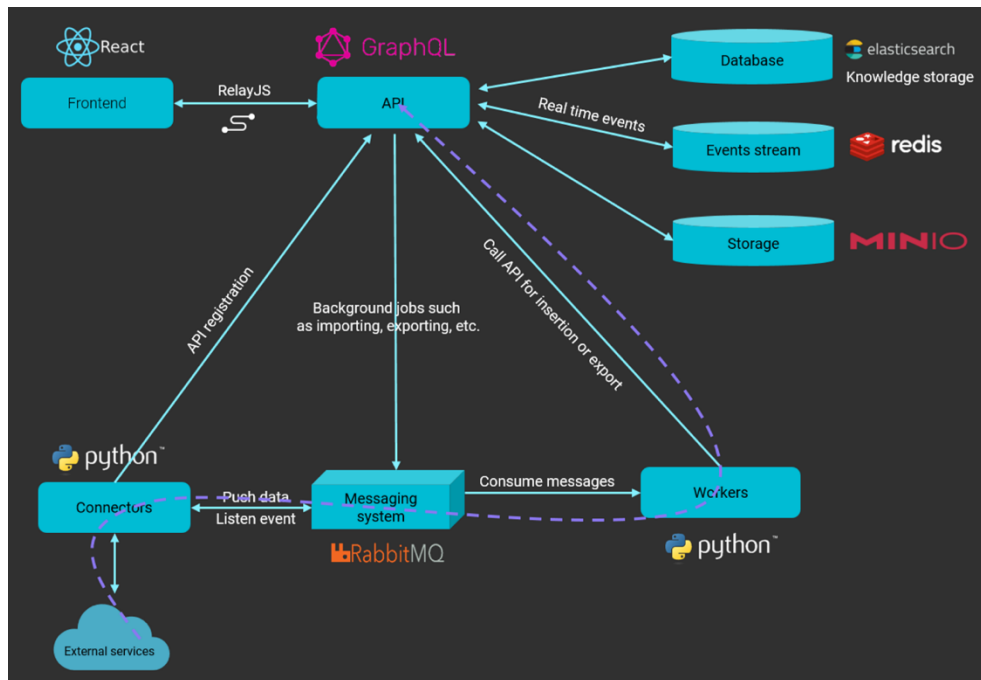 React
GraphQL
Frontend
RelayJS
API
Database
elasticsearch
Knowledge storage
Real time events
Events stream
redis
Storage
MINIO
API registration
Background jobs such
as importing, exporting, etc.
Call API for insertion or export
python™
Connectors
Push data
Listen event
Messaging
system
RabbitMQ
Consume messages
Workers
python™
External services